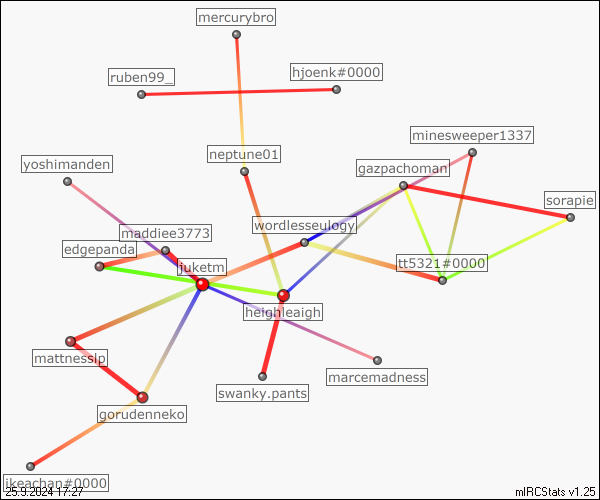 mercurybro
ruben99_
hjoenk#0000
minesweeper1337
neptune01
gazpachoman
yoshimanden
sorapie
wordlesseulogy
maddiee3773
edgepanda
juketm
tt5321#0000
heighleaigh
mattnessip
marcemadness
swanky.pants
gorudenneko
ikeachan#0000
25.9.2024 17:27
mIRCStats v1.25